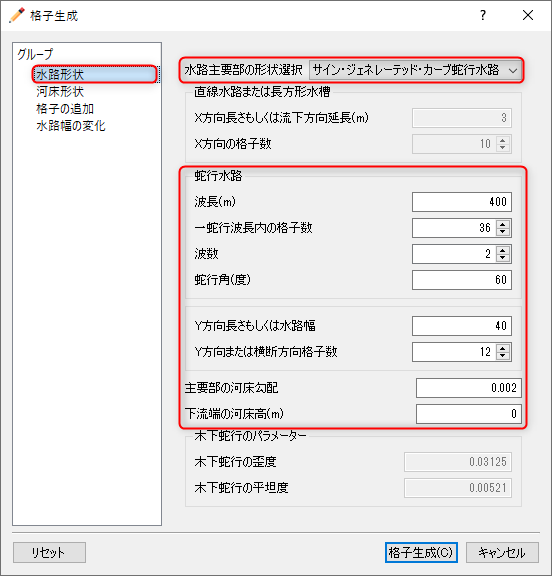 格子生成
グループ
水路形状
河床形状
格子の追加
水路幅の変化
水路主要部の形状選択 サイン・ジェネレーテッド・カーブ蛇行水路
直線水路または長方形水槽
X方向長さもしくは流下方向延長(m) 3
X方向の格子数 10
蛇行水路
波長(m) 400
一蛇行波長内の格子数 36
波数 2
蛇行角(度) 60
Y方向長さもしくは水路幅 40
Y方向または横断方向格子数 12
主要部の河床勾配 0.002
下流端の河床高(m) 0
木下蛇行のパラメーター
木下蛇行の歪度 0.03125
木下蛇行の平坦度 0.00521
リセット 格子生成(C) キャンセル